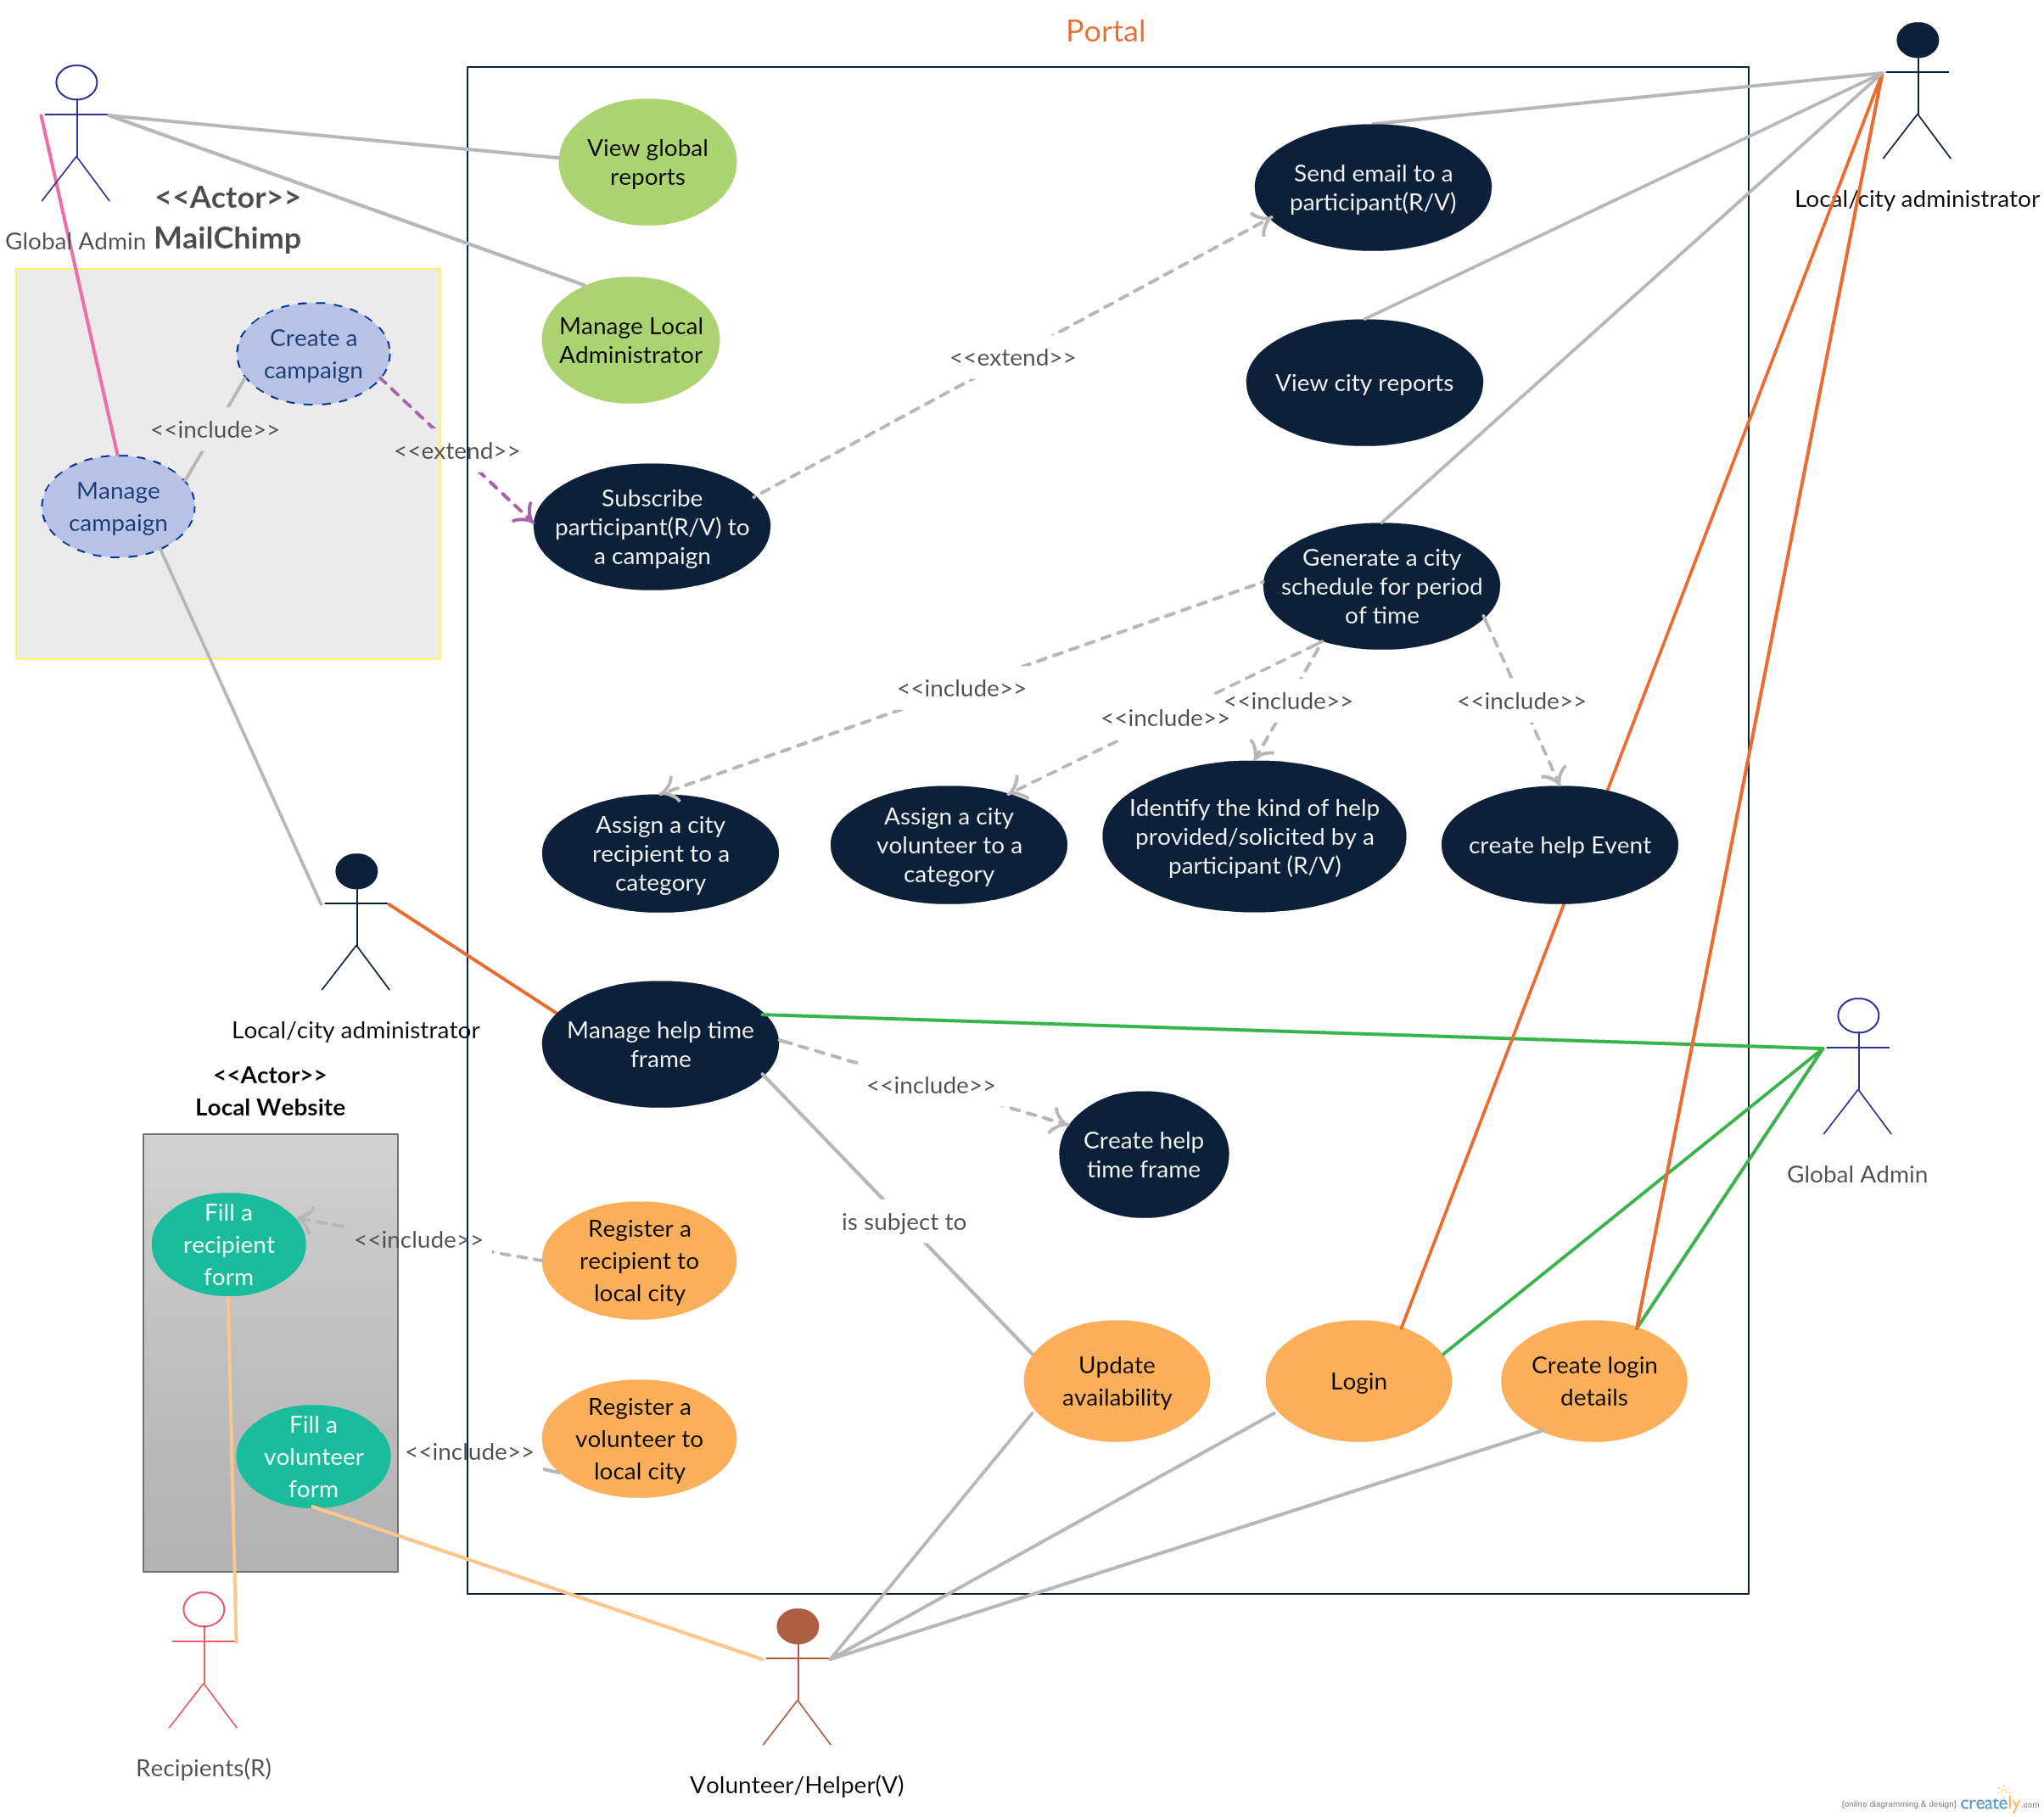 Portal
Global Admin
<<Actor>>
MailChimp
Local/city administrator
View global
reports
Send email to a
participant(R/V)
Manage Local
Administrator
View city reports
<<extend>>
Create a
campaign
<<include>>
Manage
campaign
<<extend>>
Subscribe
participant(R/V) to
a campaign
Generate a city
schedule for period
of time
<<include>>
<<include>>
<<include>>
<<include>>
Assign a city
recipient to a
category
Assign a city
volunteer to a
category
Identify the kind of help
provided/solicited by a
participant (R/V)
create help Event
Local/city administrator
Manage help time
frame
<<include>>
Create help
time frame
Global Admin
<<Actor>>
Local Website
is subject to
Fill a
recipient
form
<<include>>
Register a
recipient to
local city
Update
availability
Login
Create login
details
Fill a
volunteer
form
<<include>>
Register a
volunteer to
local city
Recipients(R)
Volunteer/Helper(V)
[online diagramming & design] creately.com